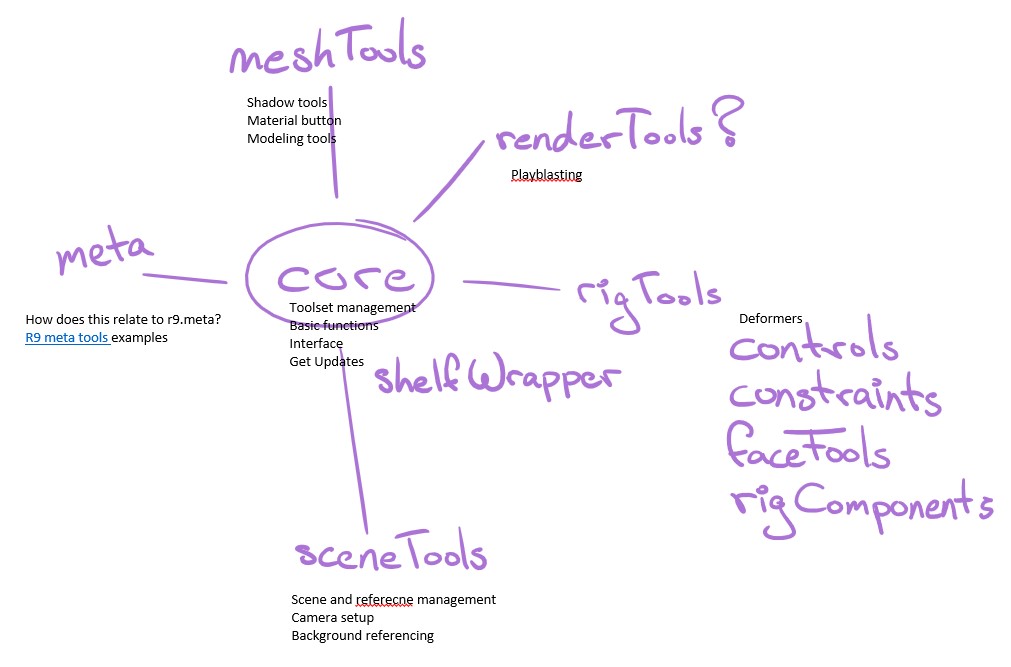 meshTools
Shadow tools
Material button
Modeling tools
renderTools?
Playblasting
meta
How does this relate to r9.meta?
R9 meta tools examples
core
Toolset management
Basic functions
Interface
Get Updates
shelfWrapper
rigTools
Deformers
controls
constraints
faceTools
rigComponents
sceneTools
Scene and referecne management
Camera setup
Background referencing